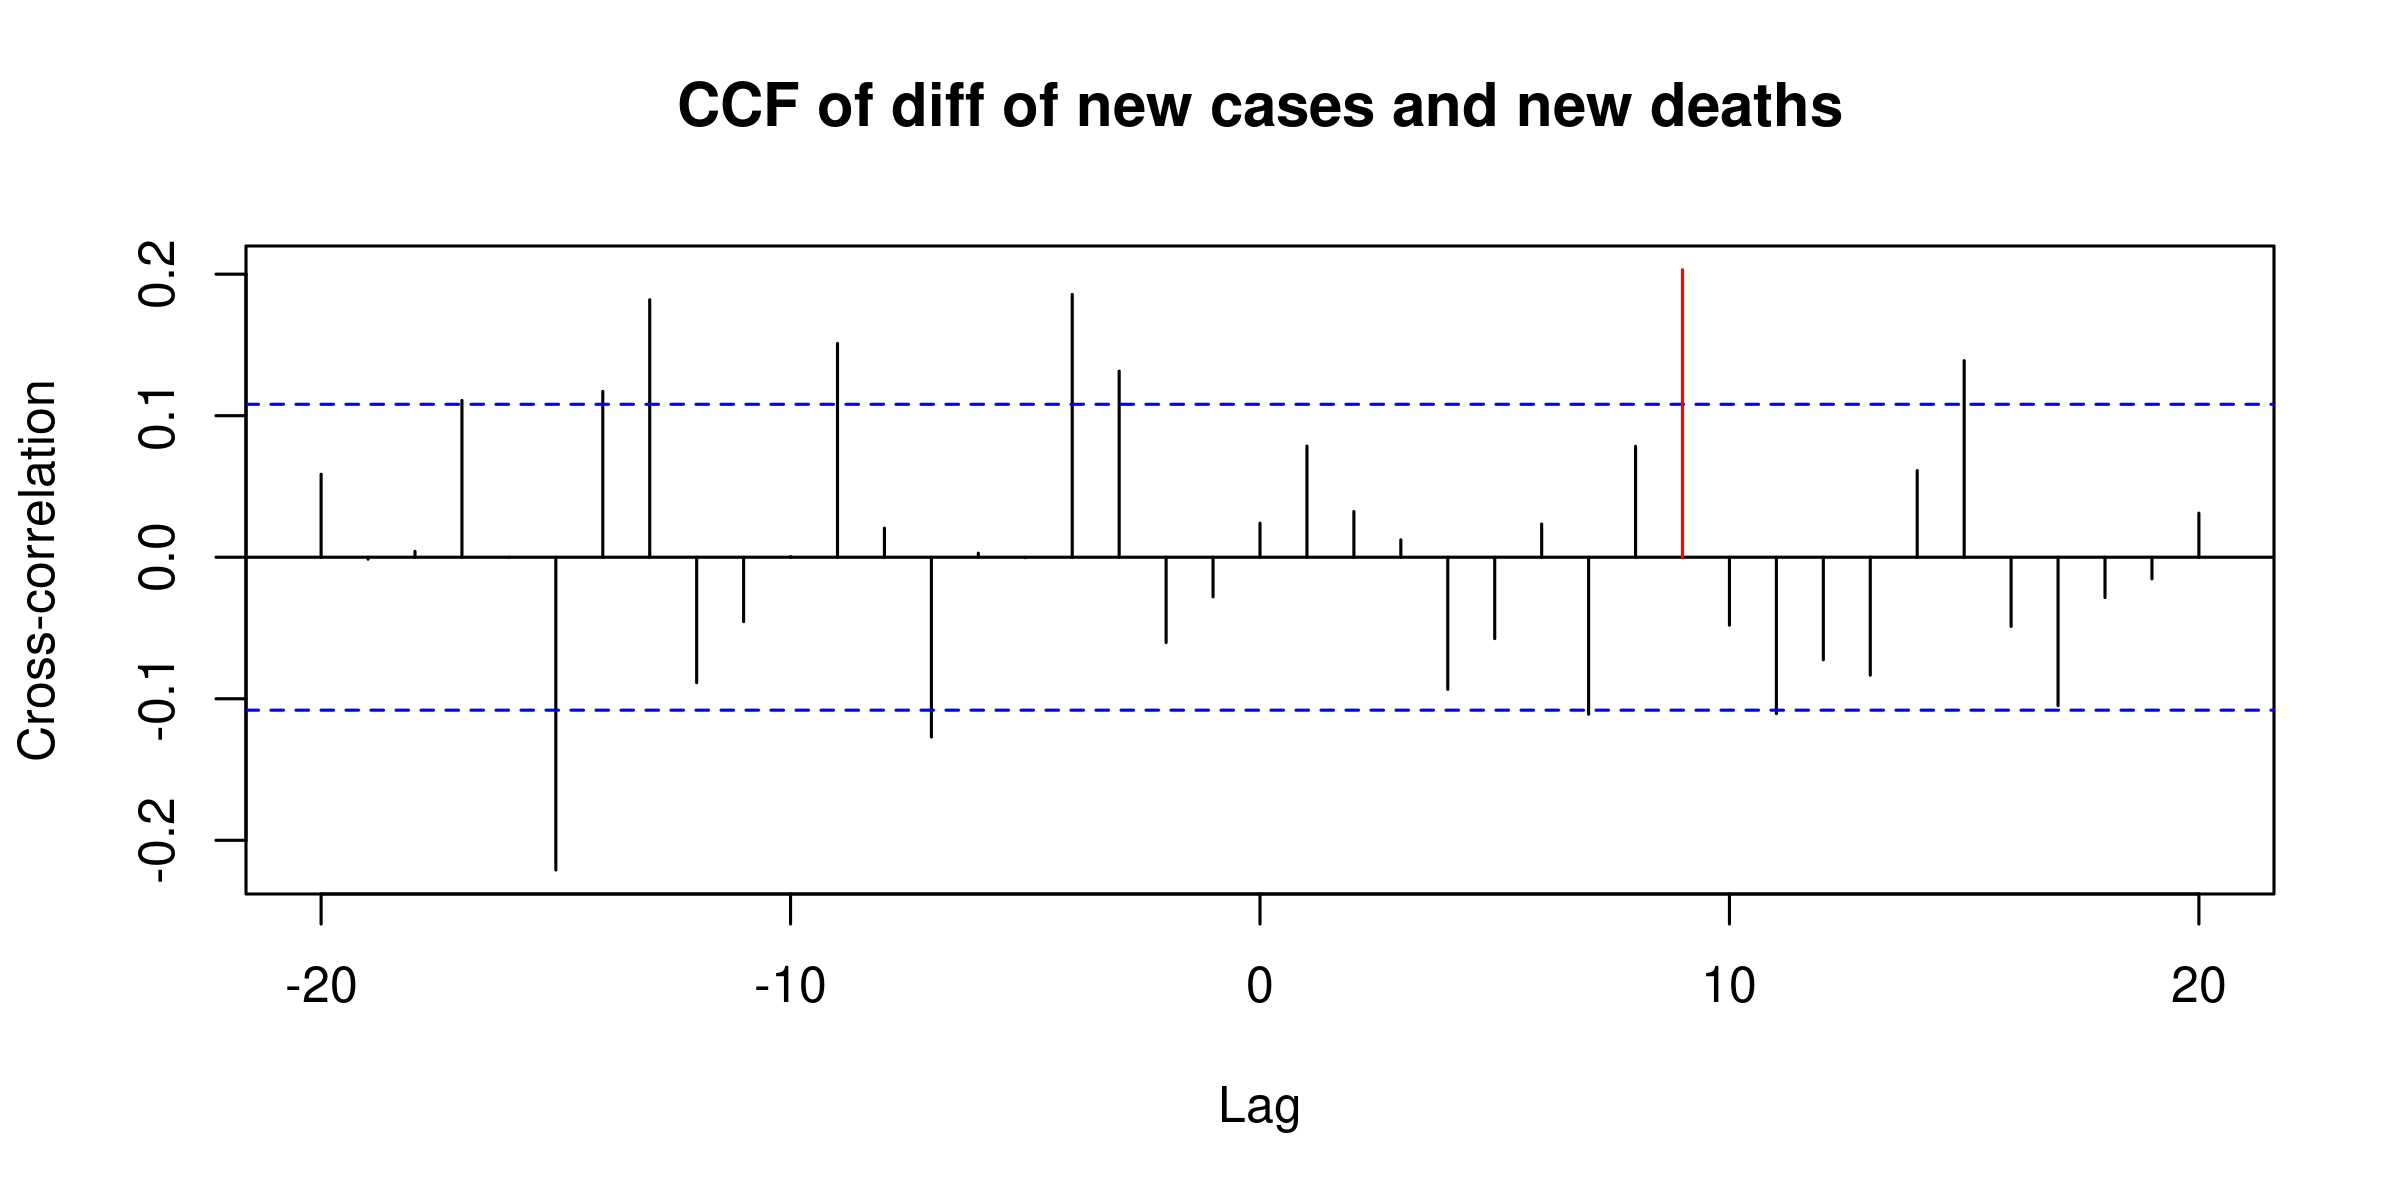 CCF of diff of new cases and new deaths
Cross-correlation
0.2
0.1
0.0
-0.1
-0.2
-20 -10 0 10 20
Lag